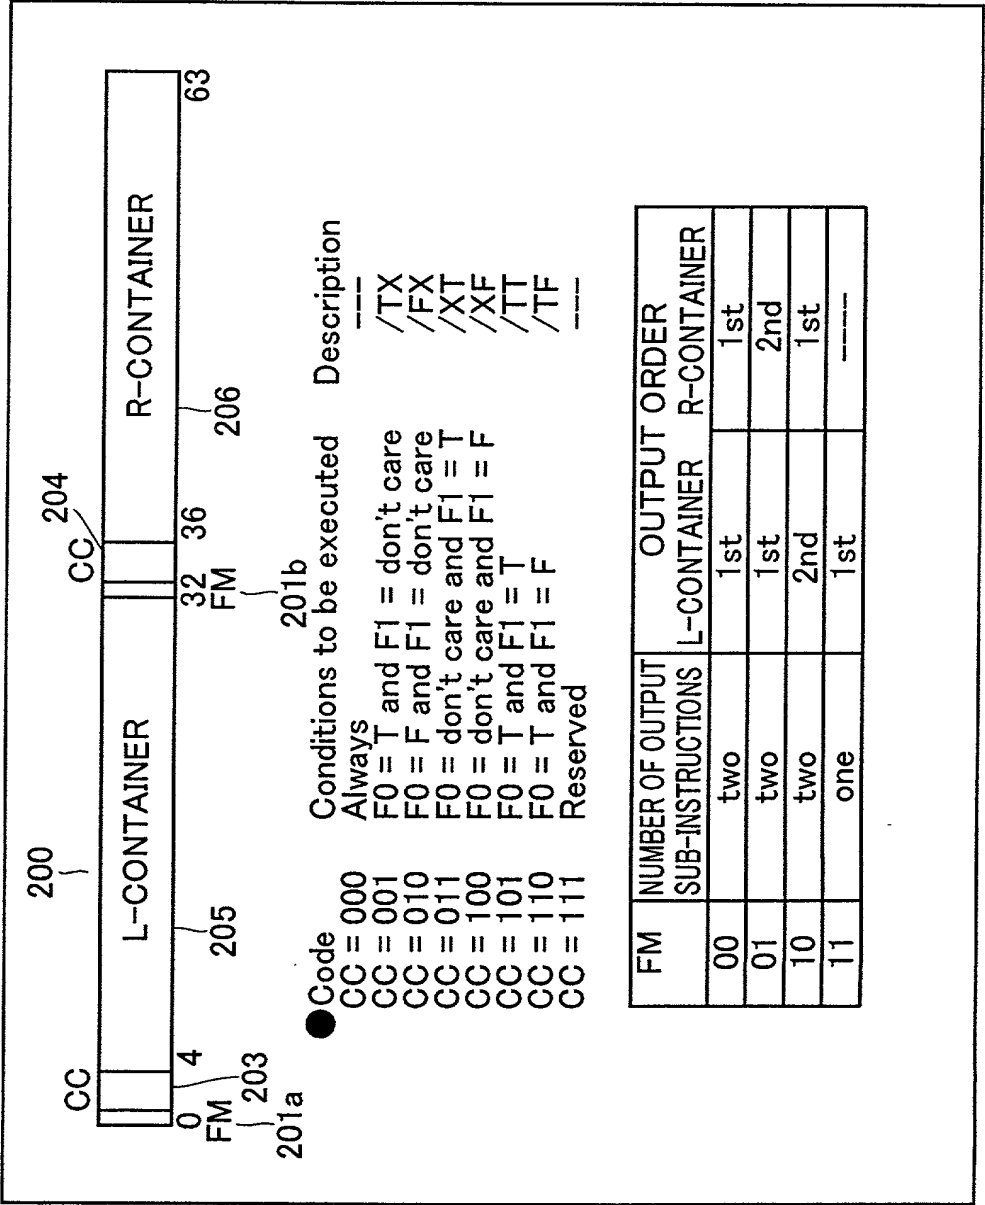 200
CC
CC
204
L-CONTAINER
R-CONTAINER
0
4
32
36
63
FM
203
205
FM
206
201a
201b
●Code Conditions to be executed Description
CC = 000 Always ---
CC = 001 F0 = T and F1 = don't care /TX
CC = 010 F0 = F and F1 = don't care /FX
CC = 011 F0 = don't care and F1 = T /XT
CC = 100 F0 = don't care and F1 = F /XF
CC = 101 F0 = T and F1 = T /TT
CC = 110 F0 = T and F1 = F /TF
CC = 111 Reserved ---
FM NUMBER OF OUTPUT SUB-INSTRUCTIONS OUTPUT ORDER
L-CONTAINER R-CONTAINER
00 two 1st 1st
01 two 1st 2nd
10 two 2nd 1st
11 one 1st ----